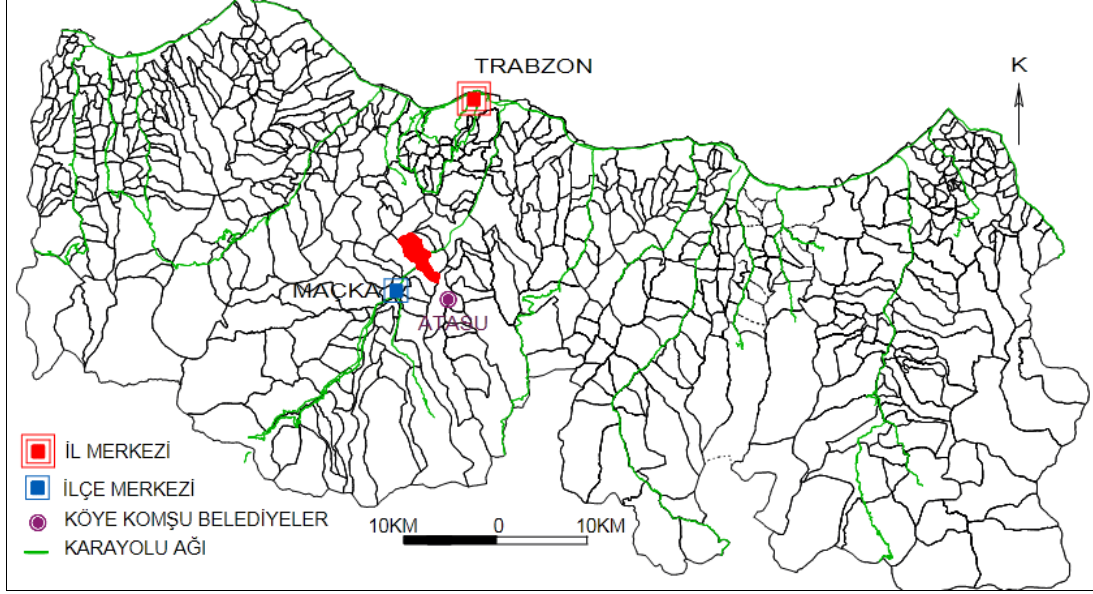 TRABZON
K
MAÇKA
ATASU
İL MERKEZİ
İLÇE MERKEZİ
KÖYE KOMŞU BELEDİYELER
KARAYOLU AĞI
10KM 0 10KM